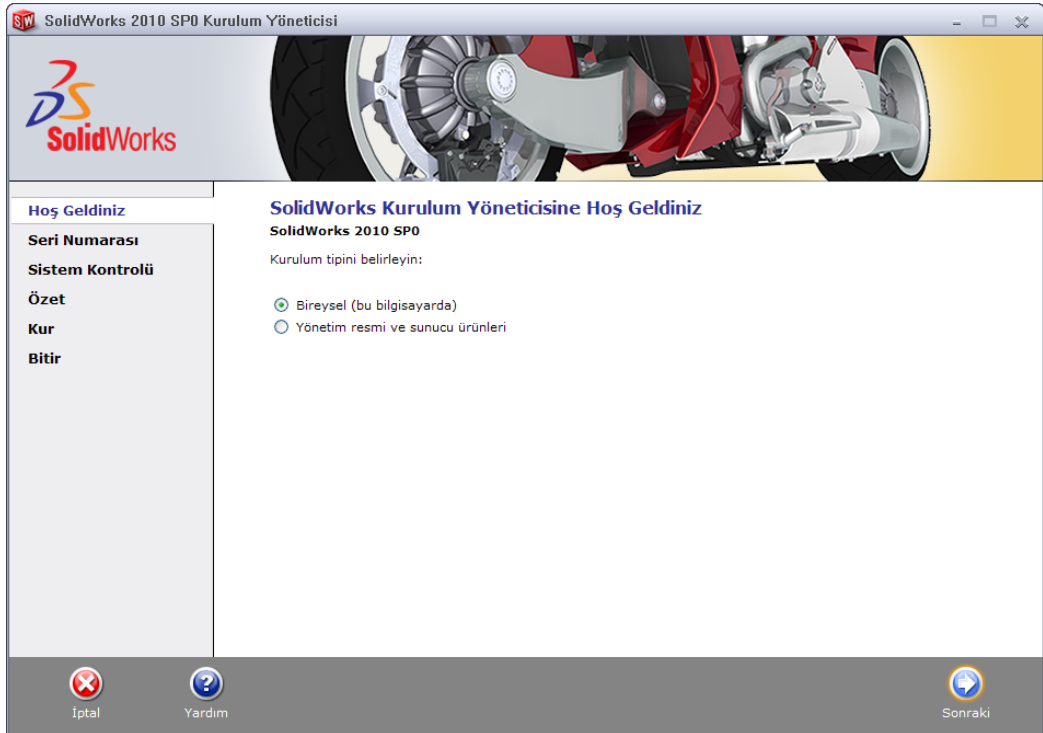 SolidWorks 2010 SP0 Kurulum Yöneticisi
SolidWorks
Hoş Geldiniz
Seri Numarası
Sistem Kontrolü
Özet
Kur
Bitir
SolidWorks Kurulum Yöneticisine Hoş Geldiniz
SolidWorks 2010 SP0
Kurulum tipini belirleyin:
Bireysel (bu bilgisayarda)
Yönetim resmi ve sunucu ürünleri
İptal
Yardım
Sonraki